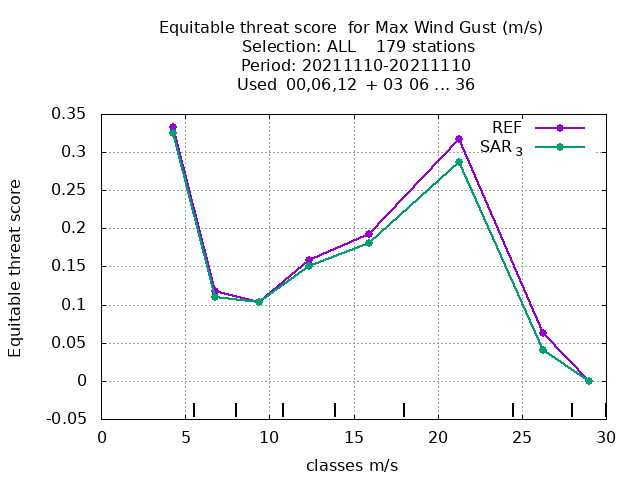 Equitable threat score  for Max Wind Gust (m/s)
Selection: ALL    179 stations
Period: 20211110-20211110
Used  00,06,12  + 03 06 ... 36
REF
SAR 3
0.35
0.3
0.25
0.2
0.15
0.1
0.05
0
-0.05
Equitable threat score
0 5 10 15 20 25 30
classes m/s